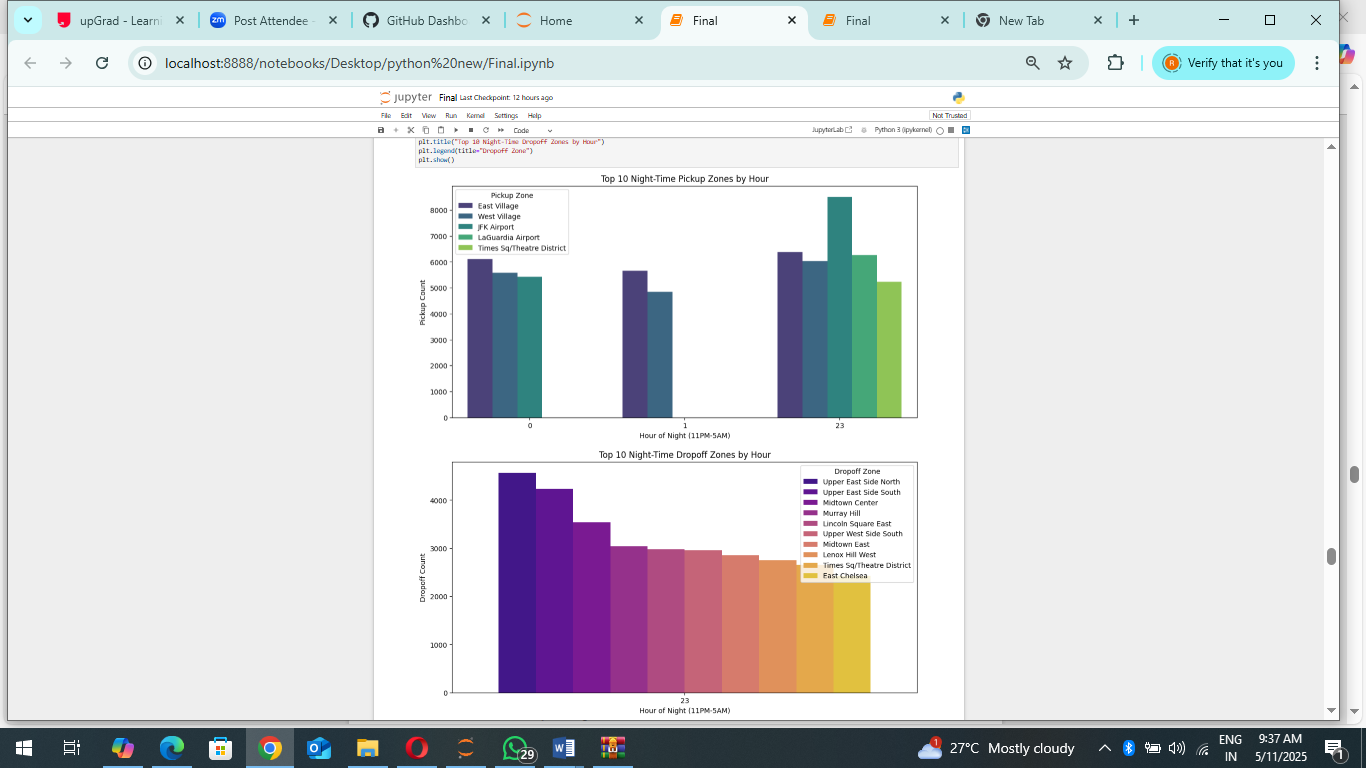 upGrad - Learni
Post Attendee -
GitHub Dashbo
Home
Final
Final
New Tab
localhost:8888/notebooks/Desktop/python%20new/Final.ipynb
Verify that it's you
jupyter Final Last Checkpoint: 12 hours ago
File Edit View Run Kernel Settings Help
Not Trusted
Code
JupyterLab
Python 3 (ipykernel)
plt.title("Top 10 Night-Time Dropoff Zones by Hour")
plt.legend(title="Dropoff Zone")
plt.show()
Top 10 Night-Time Pickup Zones by Hour
Pickup Zone
East Village
West Village
JFK Airport
LaGuardia Airport
Times Sq/Theatre District
8000
7000
6000
5000
4000
3000
2000
1000
0
Pickup Count
0 1 23
Hour of Night (11PM-5AM)
Top 10 Night-Time Dropoff Zones by Hour
Dropoff Zone
Upper East Side North
Upper East Side South
Midtown Center
Murray Hill
Lincoln Square East
Upper West Side South
Midtown East
Lenox Hill West
Times Sq/Theatre District
East Chelsea
4000
3000
2000
1000
0
Dropoff Count
23
Hour of Night (11PM-5AM)
29
1
27°C Mostly cloudy
ENG
IN
9:37 AM
5/11/2025
1